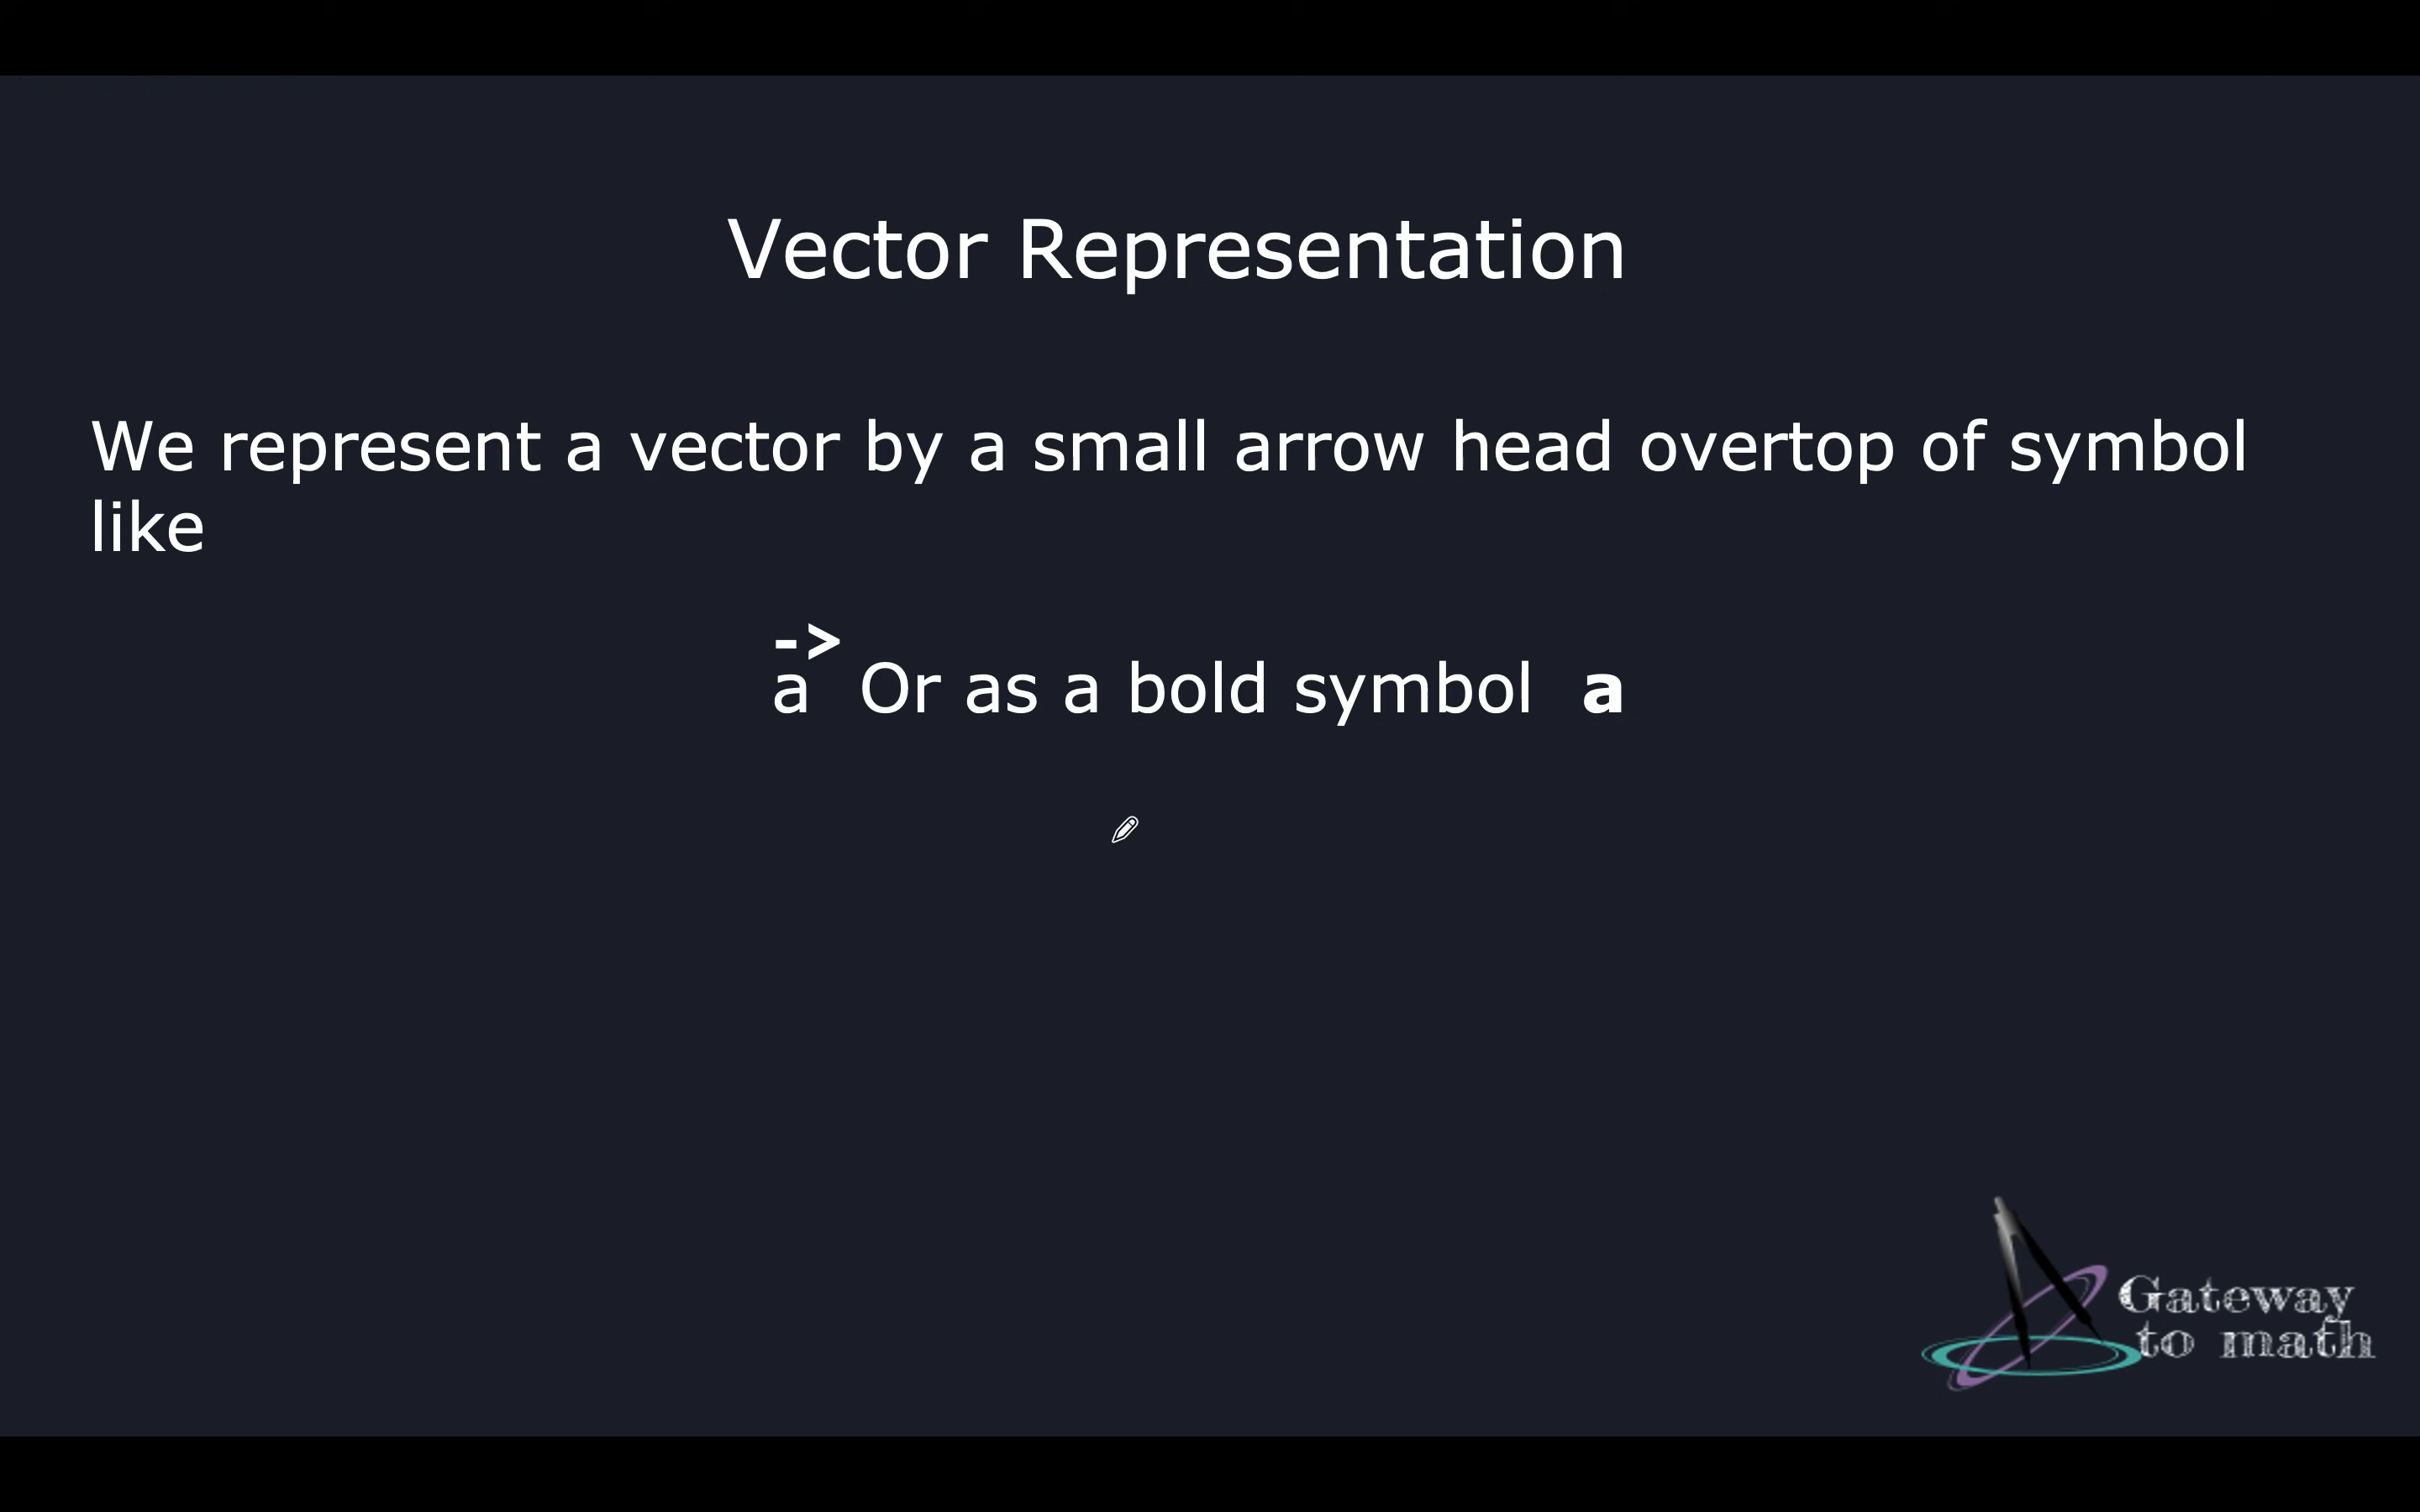 Vector Representation
We represent a vector by a small arrow head overtop of symbol
like
->
a Or as a bold symbol a
Gateway
to math